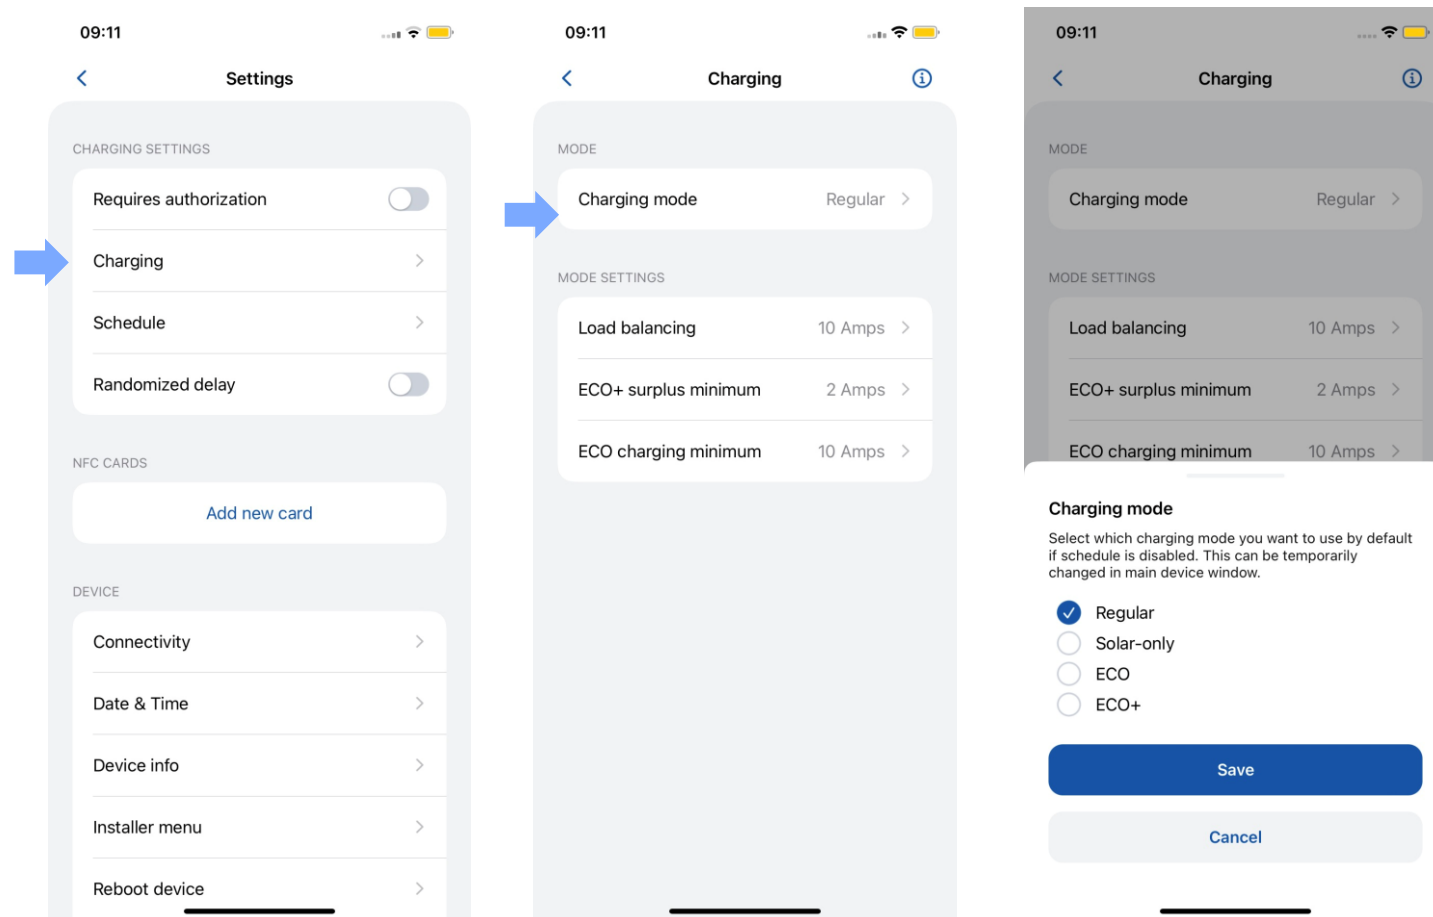 09:11
Settings
CHARGING SETTINGS
Requires authorization
Charging
Schedule
Randomized delay
NFC CARDS
Add new card
DEVICE
Connectivity
Date & Time
Device info
Installer menu
Reboot device
09:11
Charging
MODE
Charging mode Regular
MODE SETTINGS
Load balancing 10 Amps
ECO+ surplus minimum 2 Amps
ECO charging minimum 10 Amps
09:11
Charging
MODE
Charging mode Regular
MODE SETTINGS
Load balancing 10 Amps
ECO+ surplus minimum 2 Amps
ECO charging minimum 10 Amps
Charging mode
Select which charging mode you want to use by default
if schedule is disabled. This can be temporarily
changed in main device window.
Regular
Solar-only
ECO
ECO+
Save
Cancel